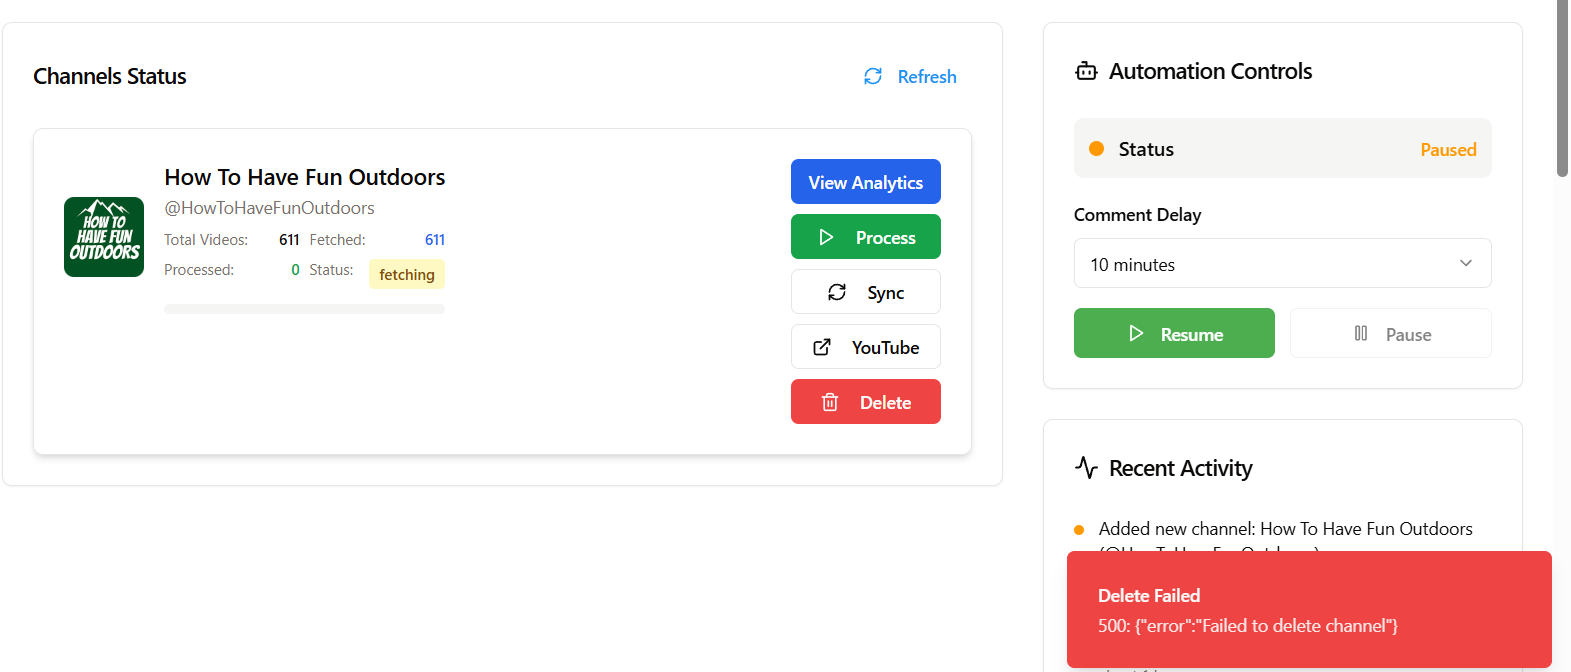 Channels Status
Refresh
HOW TO
HAVE FUN
OUTDOORS
How To Have Fun Outdoors
@HowToHaveFunOutdoors
Total Videos: 611 Fetched: 611
Processed: 0 Status: fetching
View Analytics
Process
Sync
YouTube
Delete
Automation Controls
Status Paused
Comment Delay
10 minutes
Resume Pause
Recent Activity
Added new channel: How To Have Fun Outdoors
Delete Failed
500: {"error":"Failed to delete channel"}